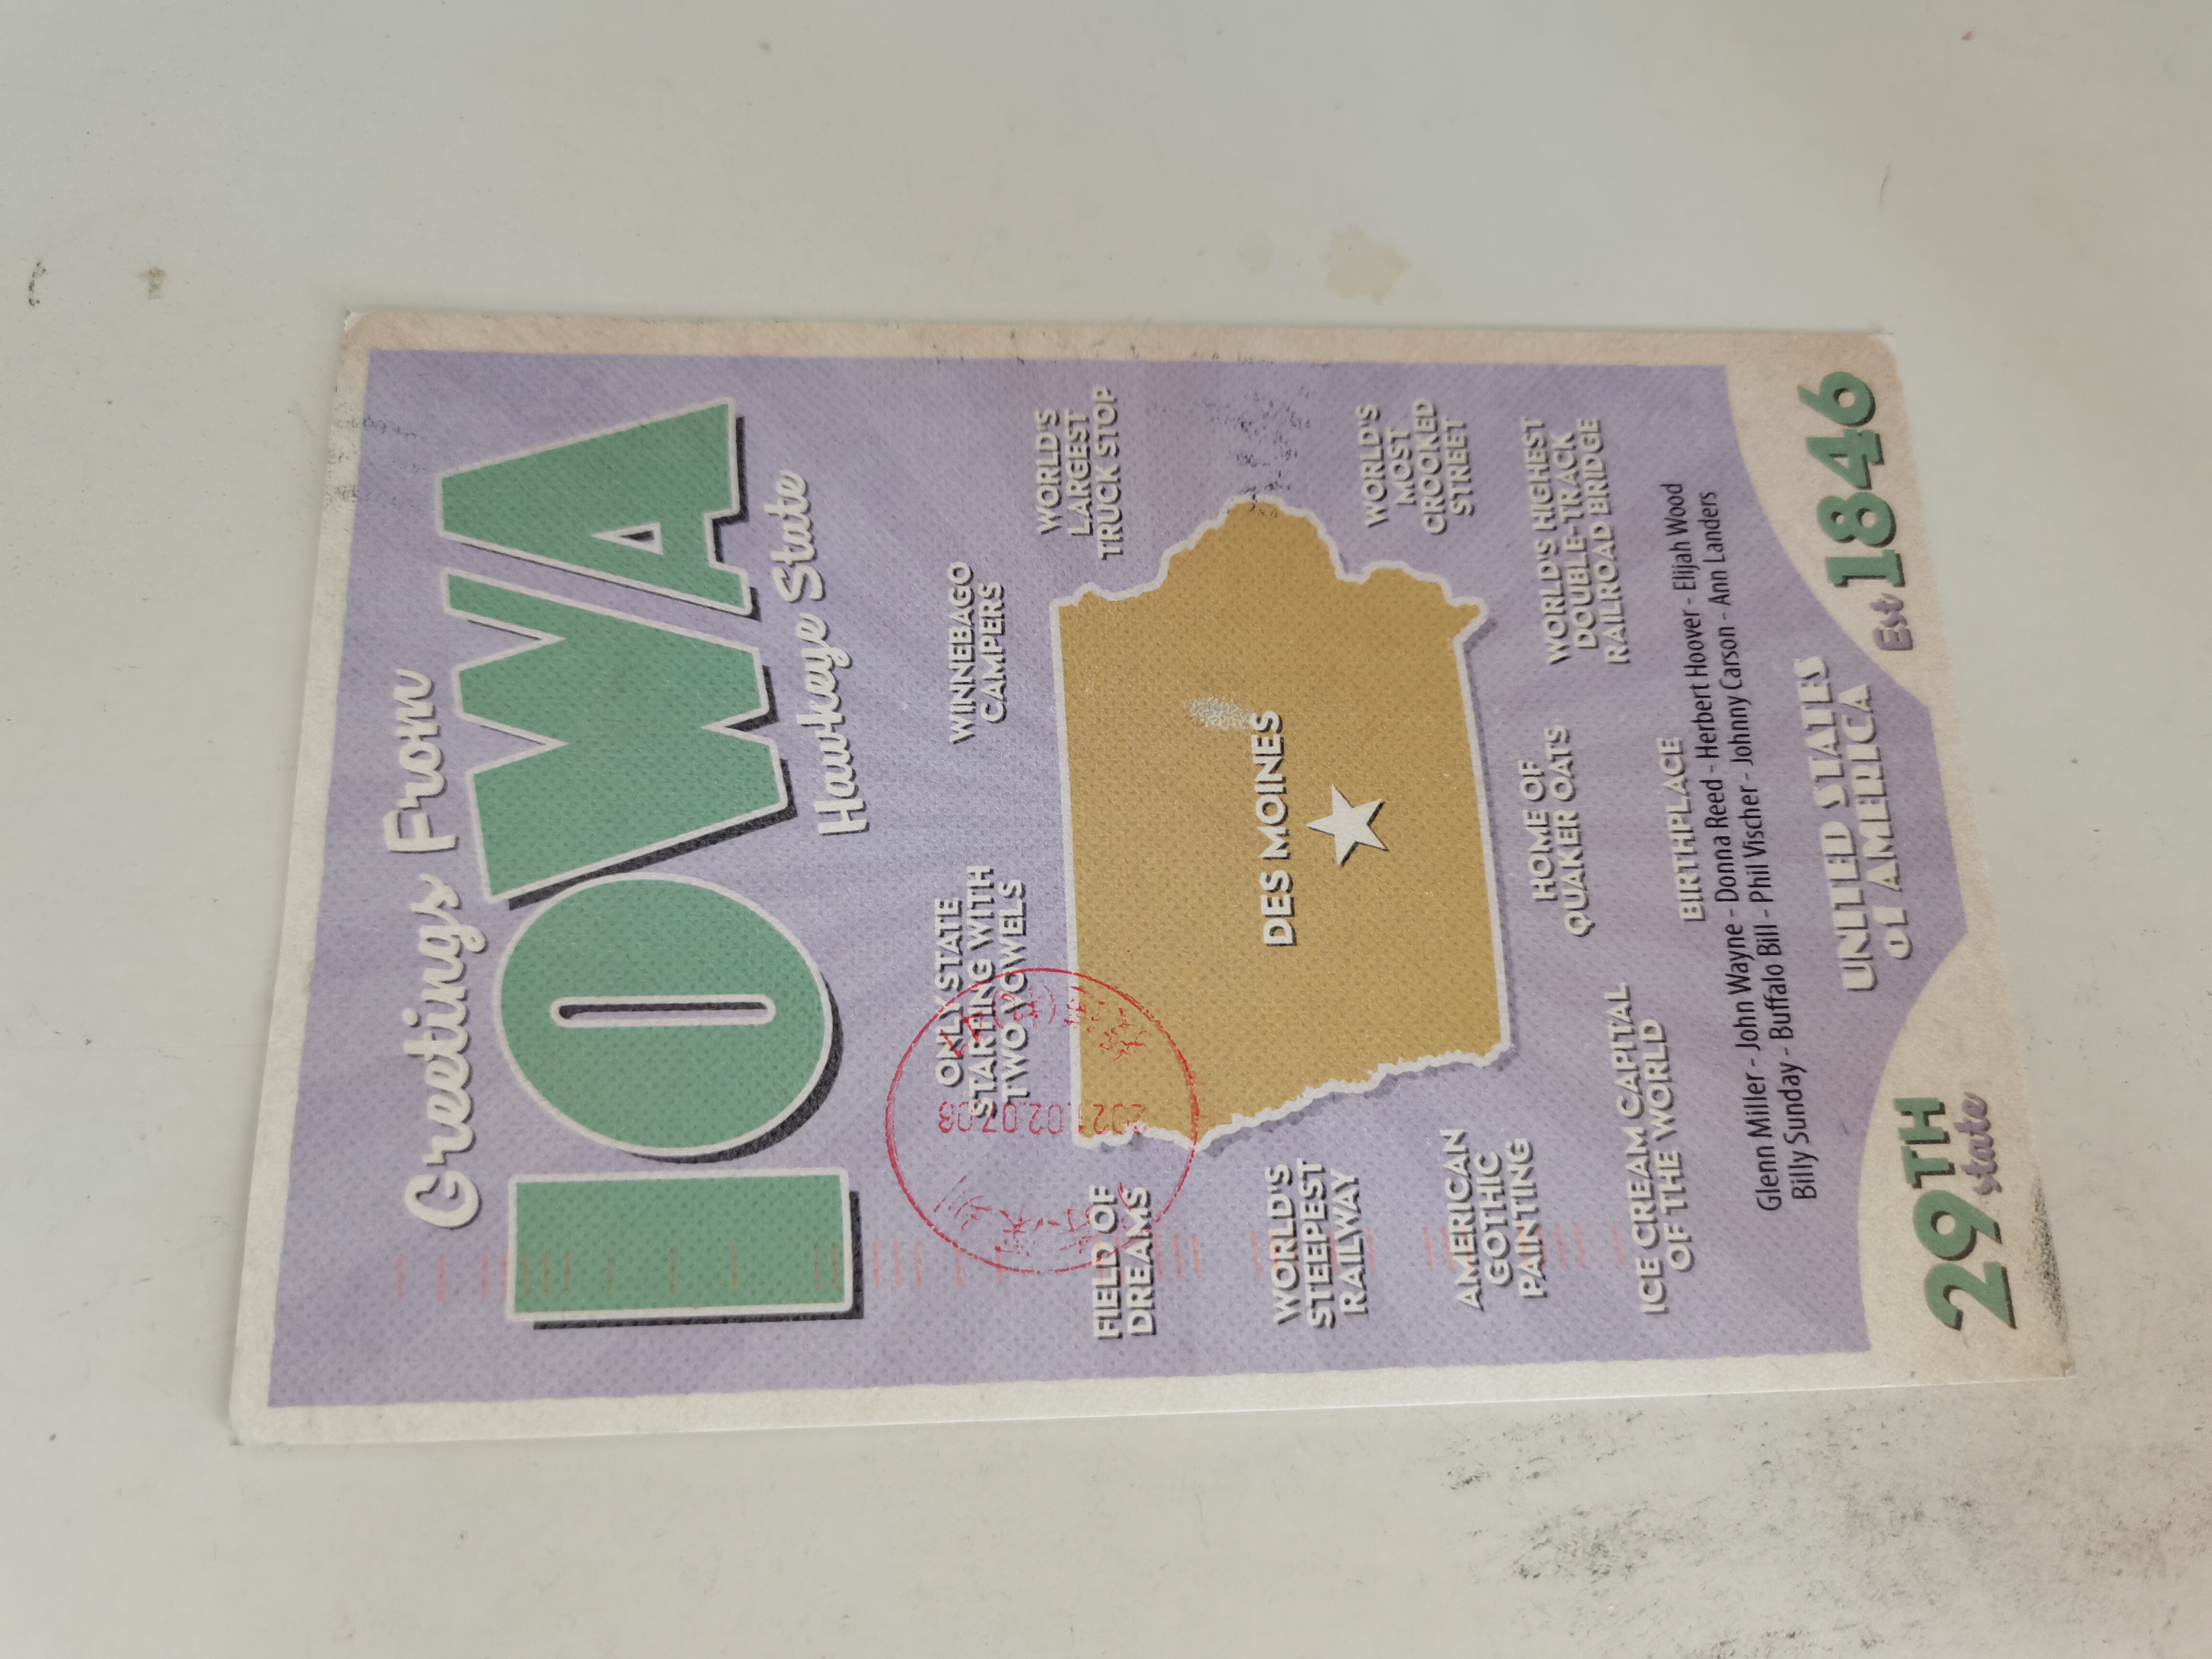 Greetings From
IOWA
Hawkeye State
ONLY STATE
STARTING WITH
TWO VOWELS
WINNEBAGO
CAMPERS
FIELD OF
DREAMS
WORLD'S
LARGEST
TRUCK STOP
WORLD'S
STEEPEST
RAILWAY
DES MOINES
AMERICAN
GOTHIC
PAINTING
WORLD'S
MOST
CROOKED
STREET
ICE CREAM CAPITAL
OF THE WORLD
HOME OF
QUAKER OATS
WORLD'S HIGHEST
DOUBLE-TRACK
RAILROAD BRIDGE
BIRTHPLACE
Glenn Miller - John Wayne - Donna Reed - Herbert Hoover - Elijah Wood
Billy Sunday - Buffalo Bill - Phil Vischer - Johnny Carson - Ann Landers
29TH
state
UNITED STATES
of AMERICA
Est 1846
2021.02.07.08